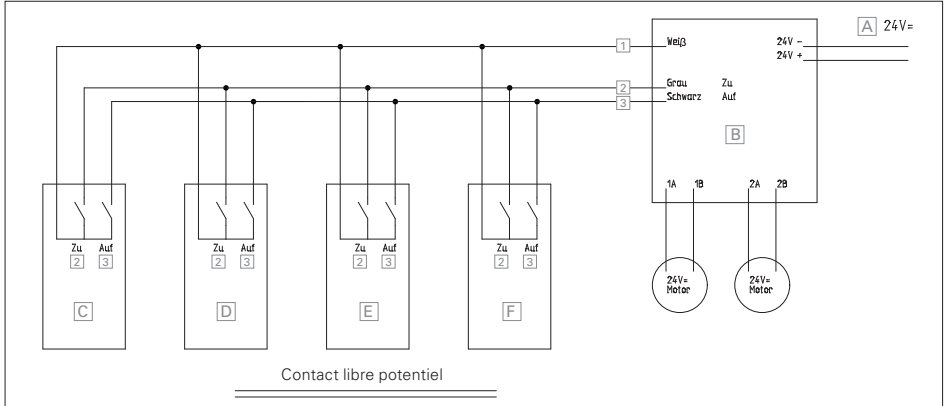 A 24V=
1 Weiß 24V -
24V +
2 Grau Zu
3 Schwarz Auf
B
1A 1B 2A 2B
Zu Auf Zu Auf Zu Auf Zu Auf
2 3 2 3 2 3 2 3
24V= 24V=
Motor Motor
C D E F
Contact libre potentiel